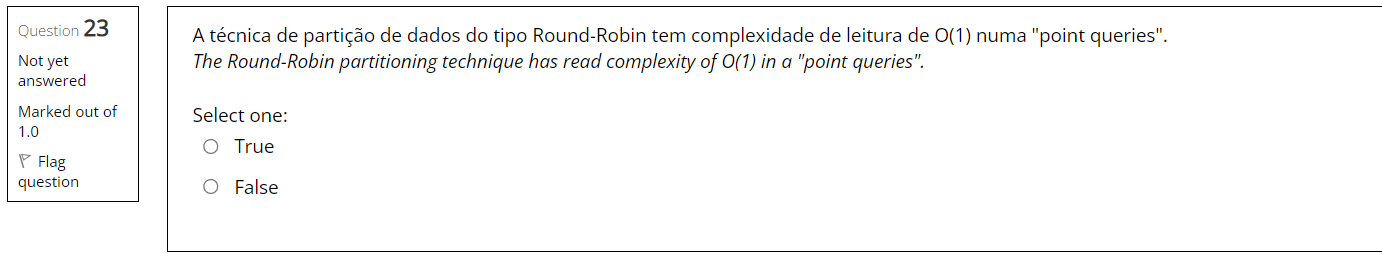 Question 23
Not yet
answered
Marked out of
1.0
Flag
question
A técnica de partição de dados do tipo Round-Robin tem complexidade de leitura de O(1) numa "point queries".
The Round-Robin partitioning technique has read complexity of O(1) in a "point queries".
Select one:
True
False